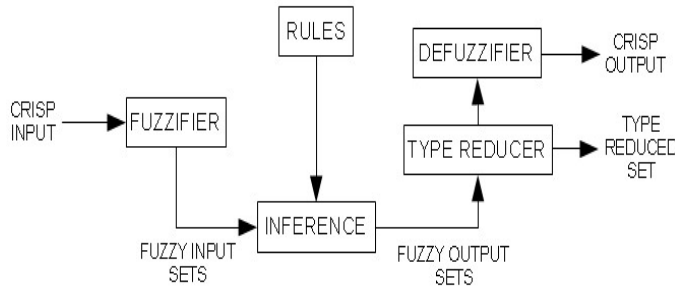 RULES
DEFUZZIFIER
CRISP
OUTPUT
CRISP
INPUT
FUZZIFIER
TYPE REDUCER
TYPE
REDUCED
SET
INFERENCE
FUZZY INPUT
SETS
FUZZY OUTPUT
SETS